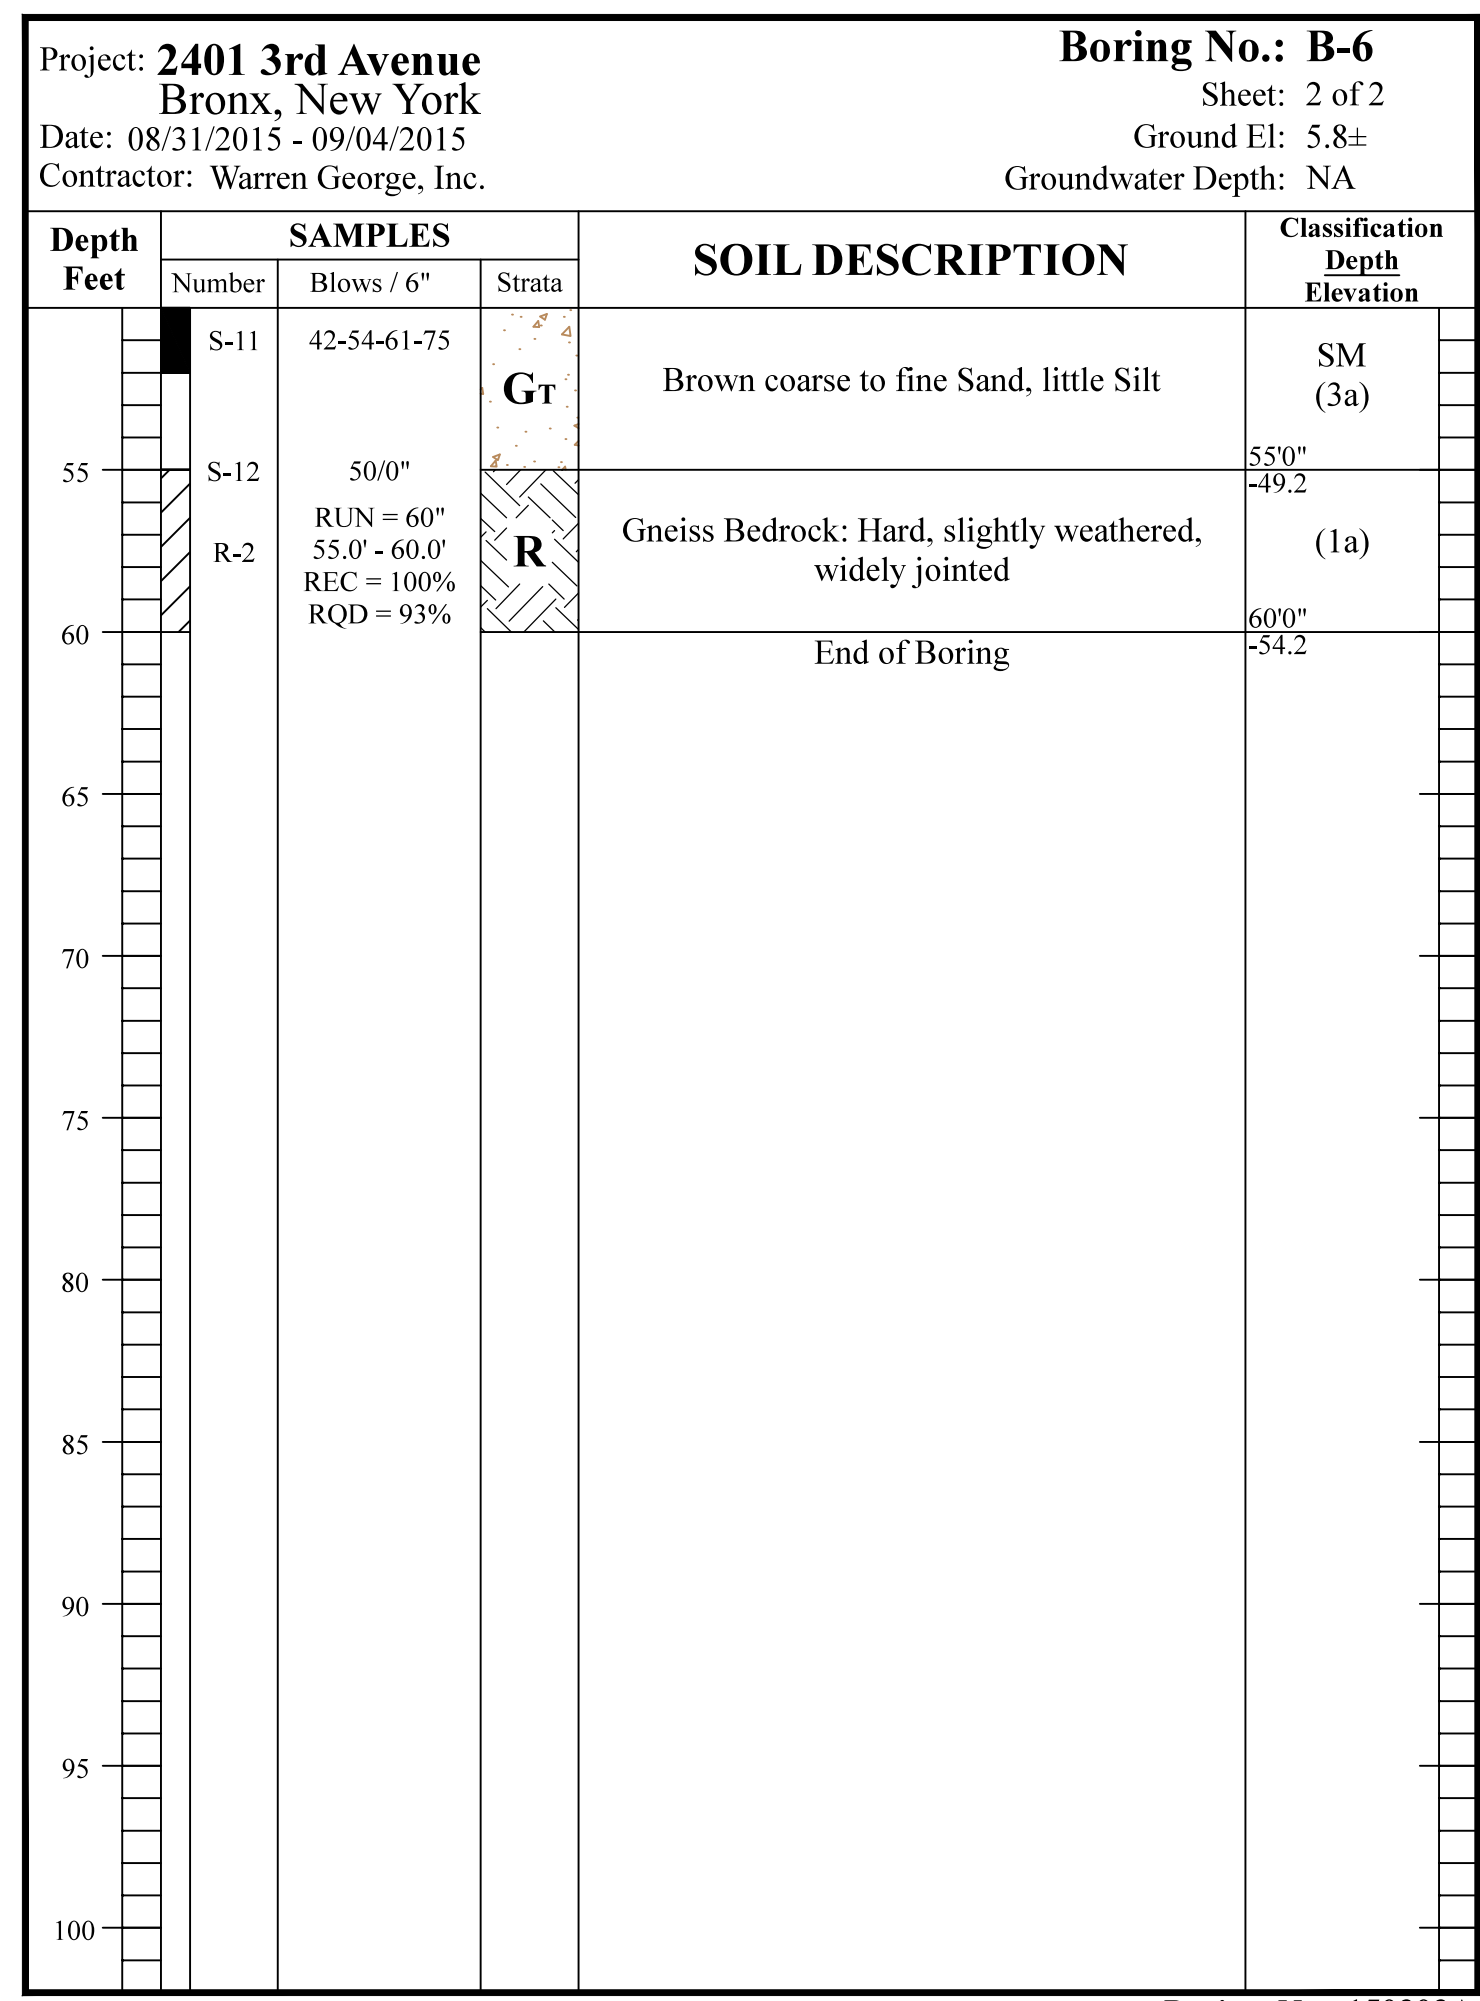 Project: 2401 3rd Avenue
Bronx, New York
Date: 08/31/2015 - 09/04/2015
Contractor: Warren George, Inc.
Boring No.: B-6
Sheet: 2 of 2
Ground El: 5.8±
Groundwater Depth: NA
Depth
Feet
SAMPLES
Number Blows / 6" Strata
SOIL DESCRIPTION
Classification
Depth
Elevation
S-11 42-54-61-75
GT
Brown coarse to fine Sand, little Silt
SM
(3a)
55'0"
55 S-12 50/0"
-49.2
R-2
RUN = 60"
55.0' - 60.0'
REC = 100%
RQD = 93%
R
Gneiss Bedrock: Hard, slightly weathered,
widely jointed
(1a)
60'0"
60
-54.2
End of Boring
65
70
75
80
85
90
95
100